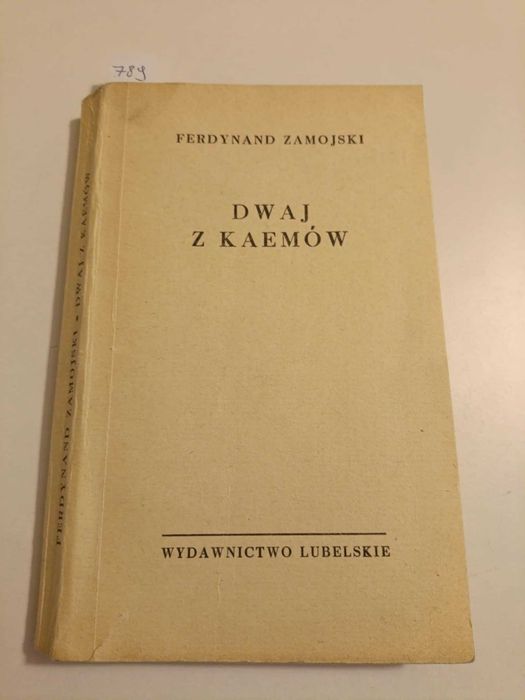 789
FERDYNAND ZAMOJSKI
DWAJ
Z KAEMÓW
WYDAWNICTWO LUBELSKIE
FERDYNAND ZAMOJSKI • DWAJ Z KAEMÓW